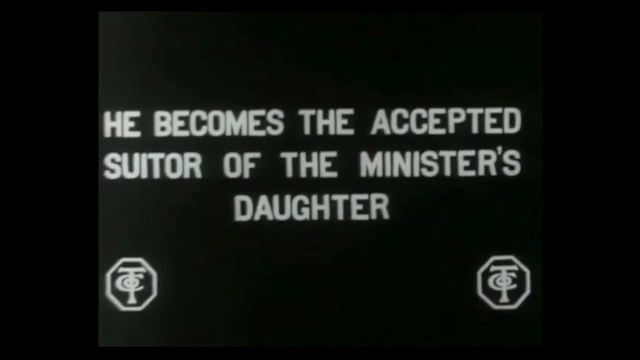 HE BECOMES THE ACCEPTED
SUITOR OF THE MINISTER'S
DAUGHTER